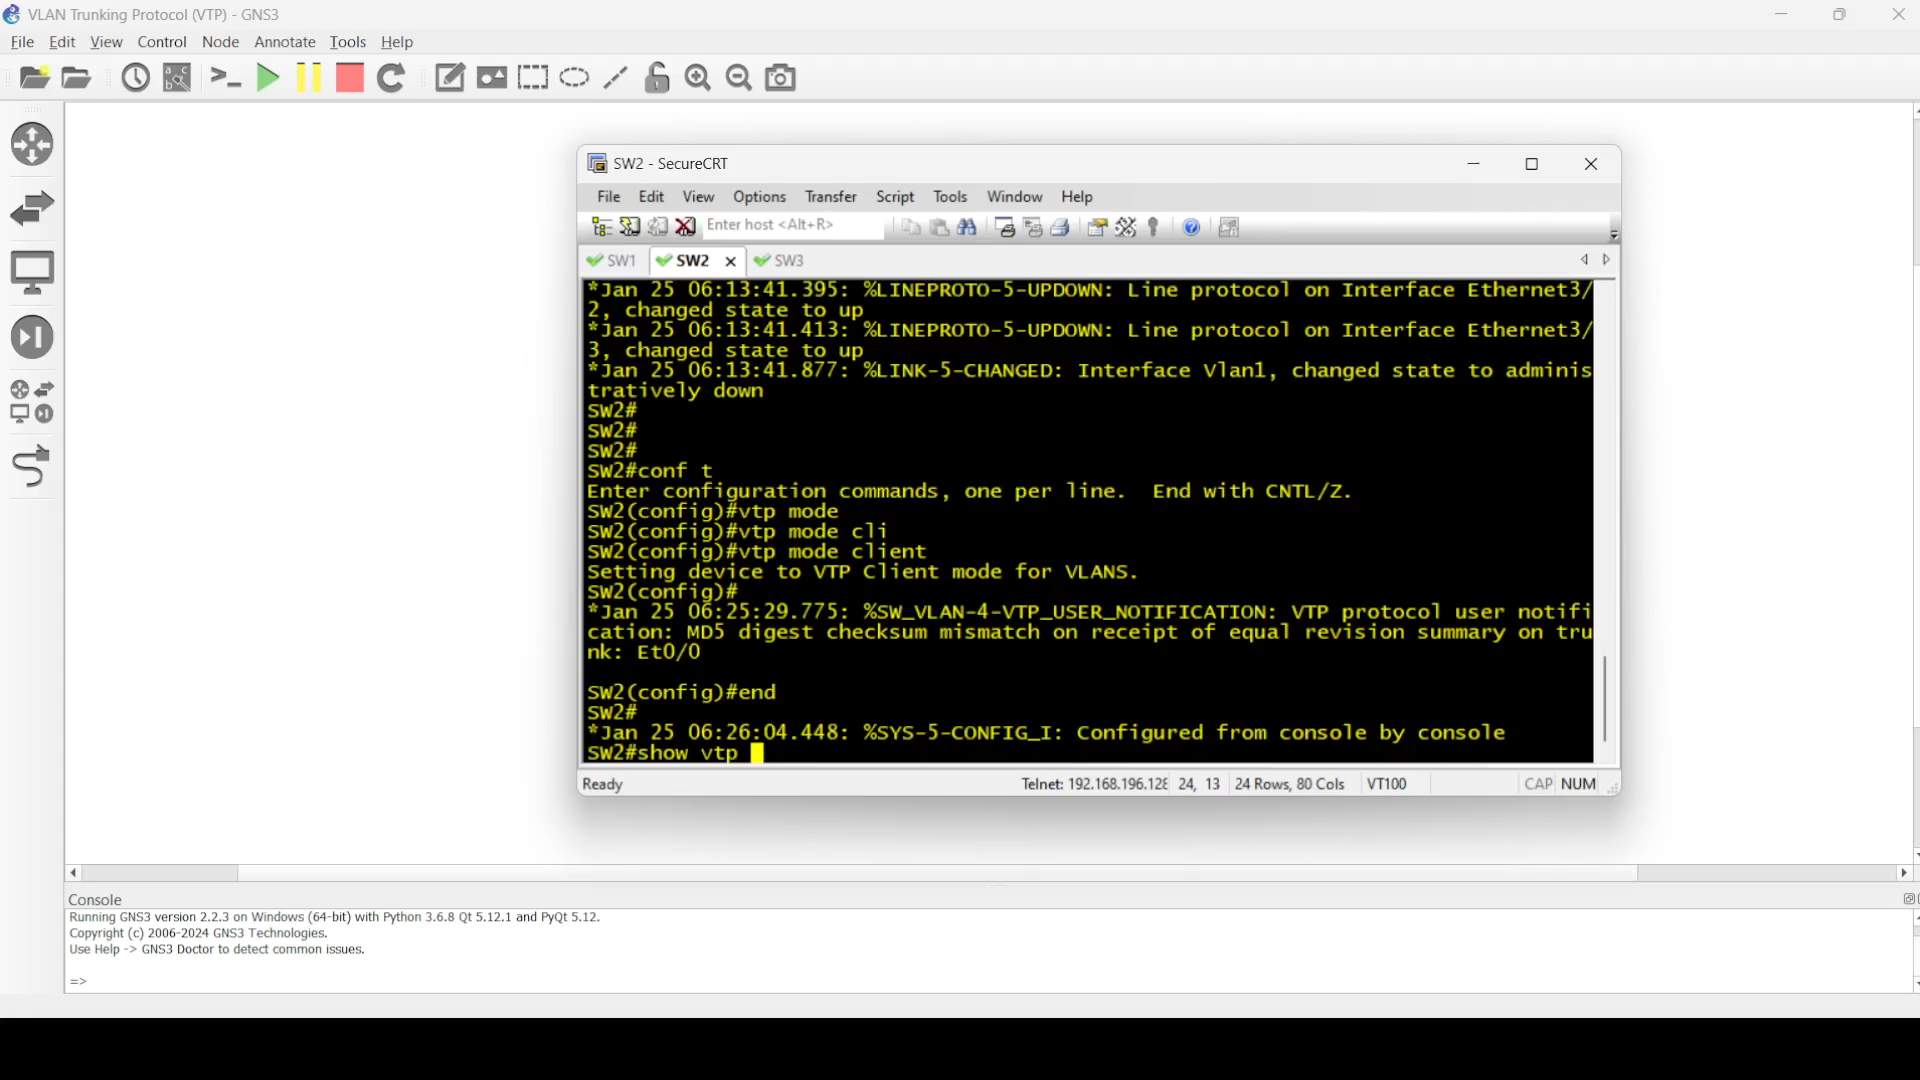 VLAN Trunking Protocol (VTP) - GNS3
File Edit View Control Node Annotate Tools Help
SW2 - SecureCRT
File Edit View Options Transfer Script Tools Window Help
Enter host <Alt+R>
SW1 SW2 SW3
*Jan 25 06:13:41.395: %LINEPROTO-5-UPDOWN: Line protocol on Interface Ethernet3/
2, changed state to up
*Jan 25 06:13:41.413: %LINEPROTO-5-UPDOWN: Line protocol on Interface Ethernet3/
3, changed state to up
*Jan 25 06:13:41.877: %LINK-5-CHANGED: Interface Vlan1, changed state to adminis
tratively down
SW2#
SW2#
SW2#
SW2#conf t
Enter configuration commands, one per line.  End with CNTL/Z.
SW2(config)#vtp mode
SW2(config)#vtp mode cli
SW2(config)#vtp mode client
Setting device to VTP Client mode for VLANS.
SW2(config)#
*Jan 25 06:25:29.775: %SW_VLAN-4-VTP_USER_NOTIFICATION: VTP protocol user notifi
cation: MD5 digest checksum mismatch on receipt of equal revision summary on tru
nk: Et0/0
SW2(config)#end
SW2#
*Jan 25 06:26:04.448: %SYS-5-CONFIG_I: Configured from console by console
SW2#show vtp
Ready Telnet: 192.168.196.128 24, 13 24 Rows, 80 Cols VT100 CAP NUM
Console
Running GNS3 version 2.2.3 on Windows (64-bit) with Python 3.6.8 Qt 5.12.1 and PyQt 5.12.
Copyright (c) 2006-2024 GNS3 Technologies.
Use Help -> GNS3 Doctor to detect common issues.
=>